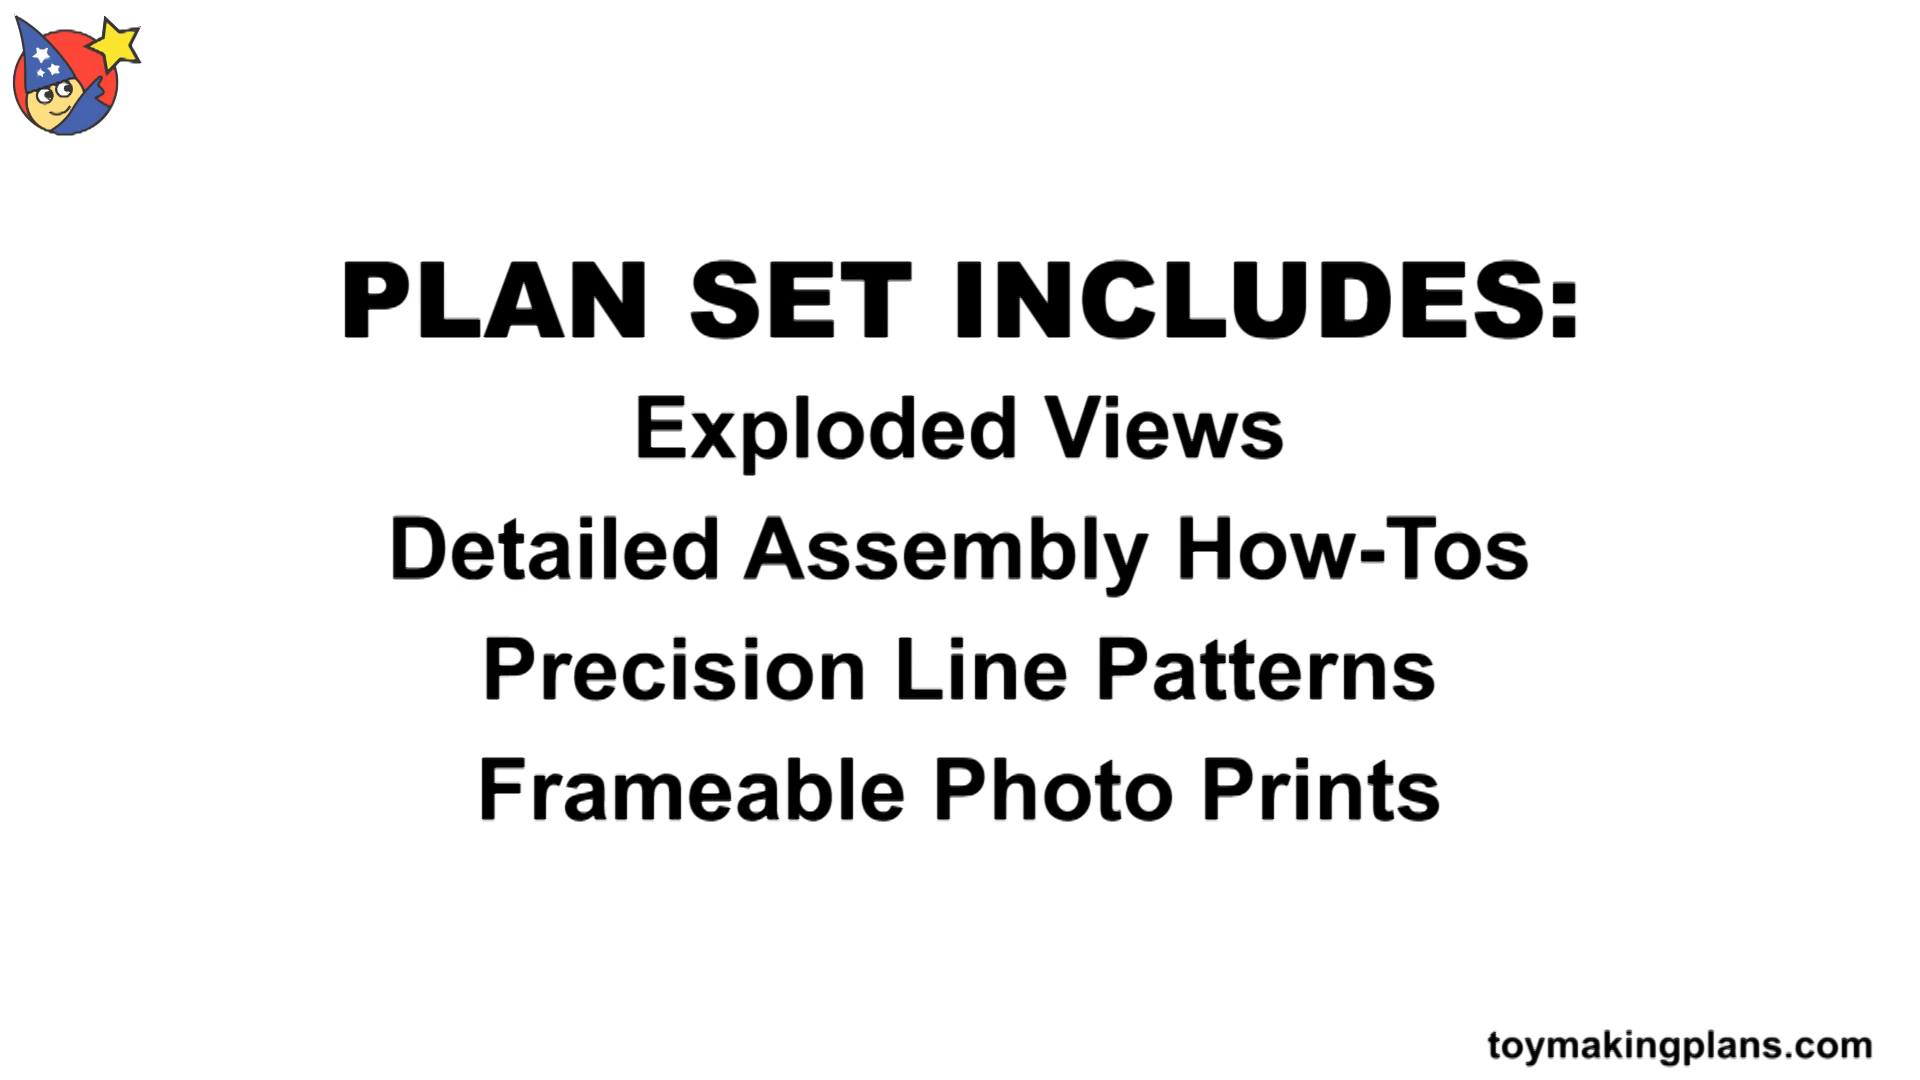 PLAN SET INCLUDES:
Exploded Views
Detailed Assembly How-Tos
Precision Line Patterns
Frameable Photo Prints
toymakingplans.com